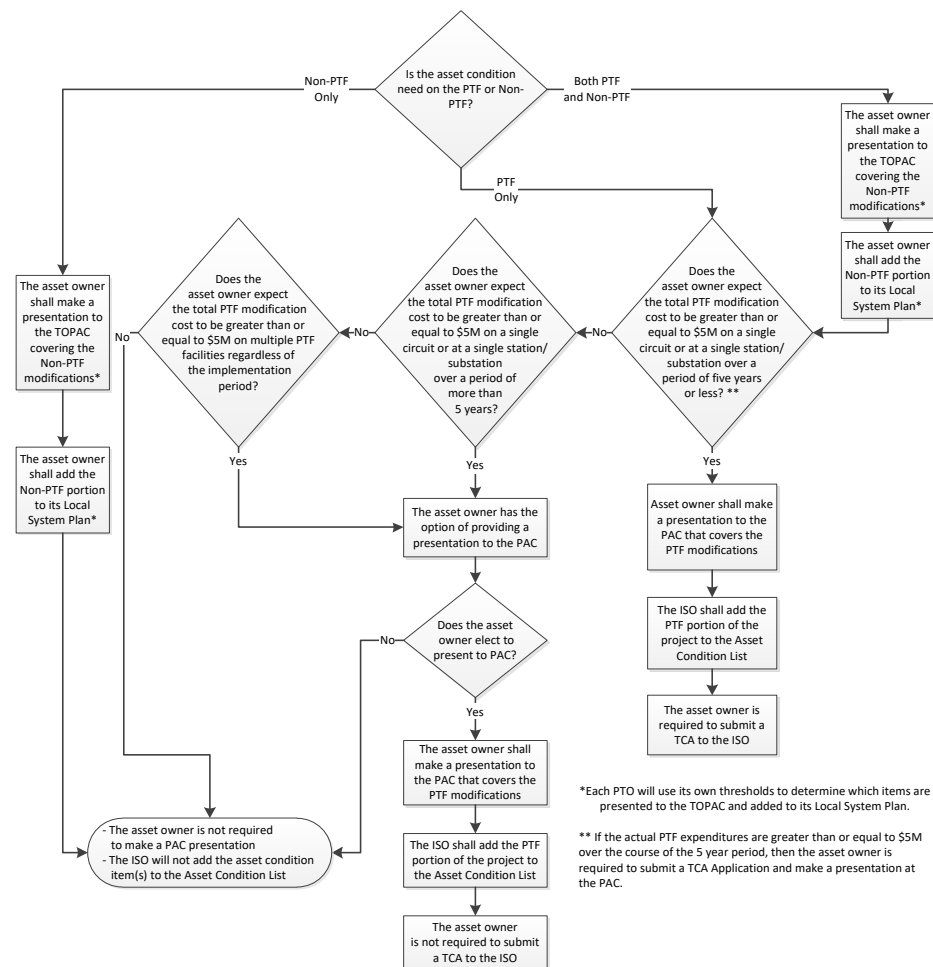 Is the asset condition
need on the PTF or Non-
PTF?
Non-PTF
Only
Both PTF
and Non-PTF
PTF
Only
The asset owner
shall make a
presentation to
the TOPAC
covering the
Non-PTF
modifications*
The asset owner
shall add the
Non-PTF portion
to its Local
System Plan*
The asset owner
shall make a
presentation to
the TOPAC
covering the
Non-PTF
modifications*
The asset owner
shall add the
Non-PTF portion
to its Local
System Plan*
No
Does the
asset owner expect
the total PTF modification
cost to be greater than or
equal to $5M on multiple PTF
facilities regardless of
the implementation
period?
No
Does the
asset owner expect
the total PTF modification
cost to be greater than or
equal to $5M on a single
circuit or at a single station/
substation
over a period of
more than
5 years?
No
Does the
asset owner expect
the total PTF modification
cost to be greater than or
equal to $5M on a single
circuit or at a single station/
substation over a
period of five years
or less? **
Yes
Yes
Yes
The asset owner has the
option of providing a
presentation to the PAC
Asset owner shall make
a presentation to the
PAC that covers the
PTF modifications
No
Does the asset
owner elect to
present to PAC?
The ISO shall add the
PTF portion of the
project to the Asset
Condition List
Yes
The asset owner is
required to submit a
TCA to the ISO
The asset owner shall
make a presentation to
the PAC that covers the
PTF modifications
- The asset owner is not required
to make a PAC presentation
- The ISO will not add the asset condition
item(s) to the Asset Condition List
The ISO shall add the PTF
portion of the project to
the Asset Condition List
The asset owner
is not required to submit
a TCA to the ISO
*Each PTO will use its own thresholds to determine which items are
presented to the TOPAC and added to its Local System Plan.
** If the actual PTF expenditures are greater than or equal to $5M
over the course of the 5 year period, then the asset owner is
required to submit a TCA Application and make a presentation at
the PAC.